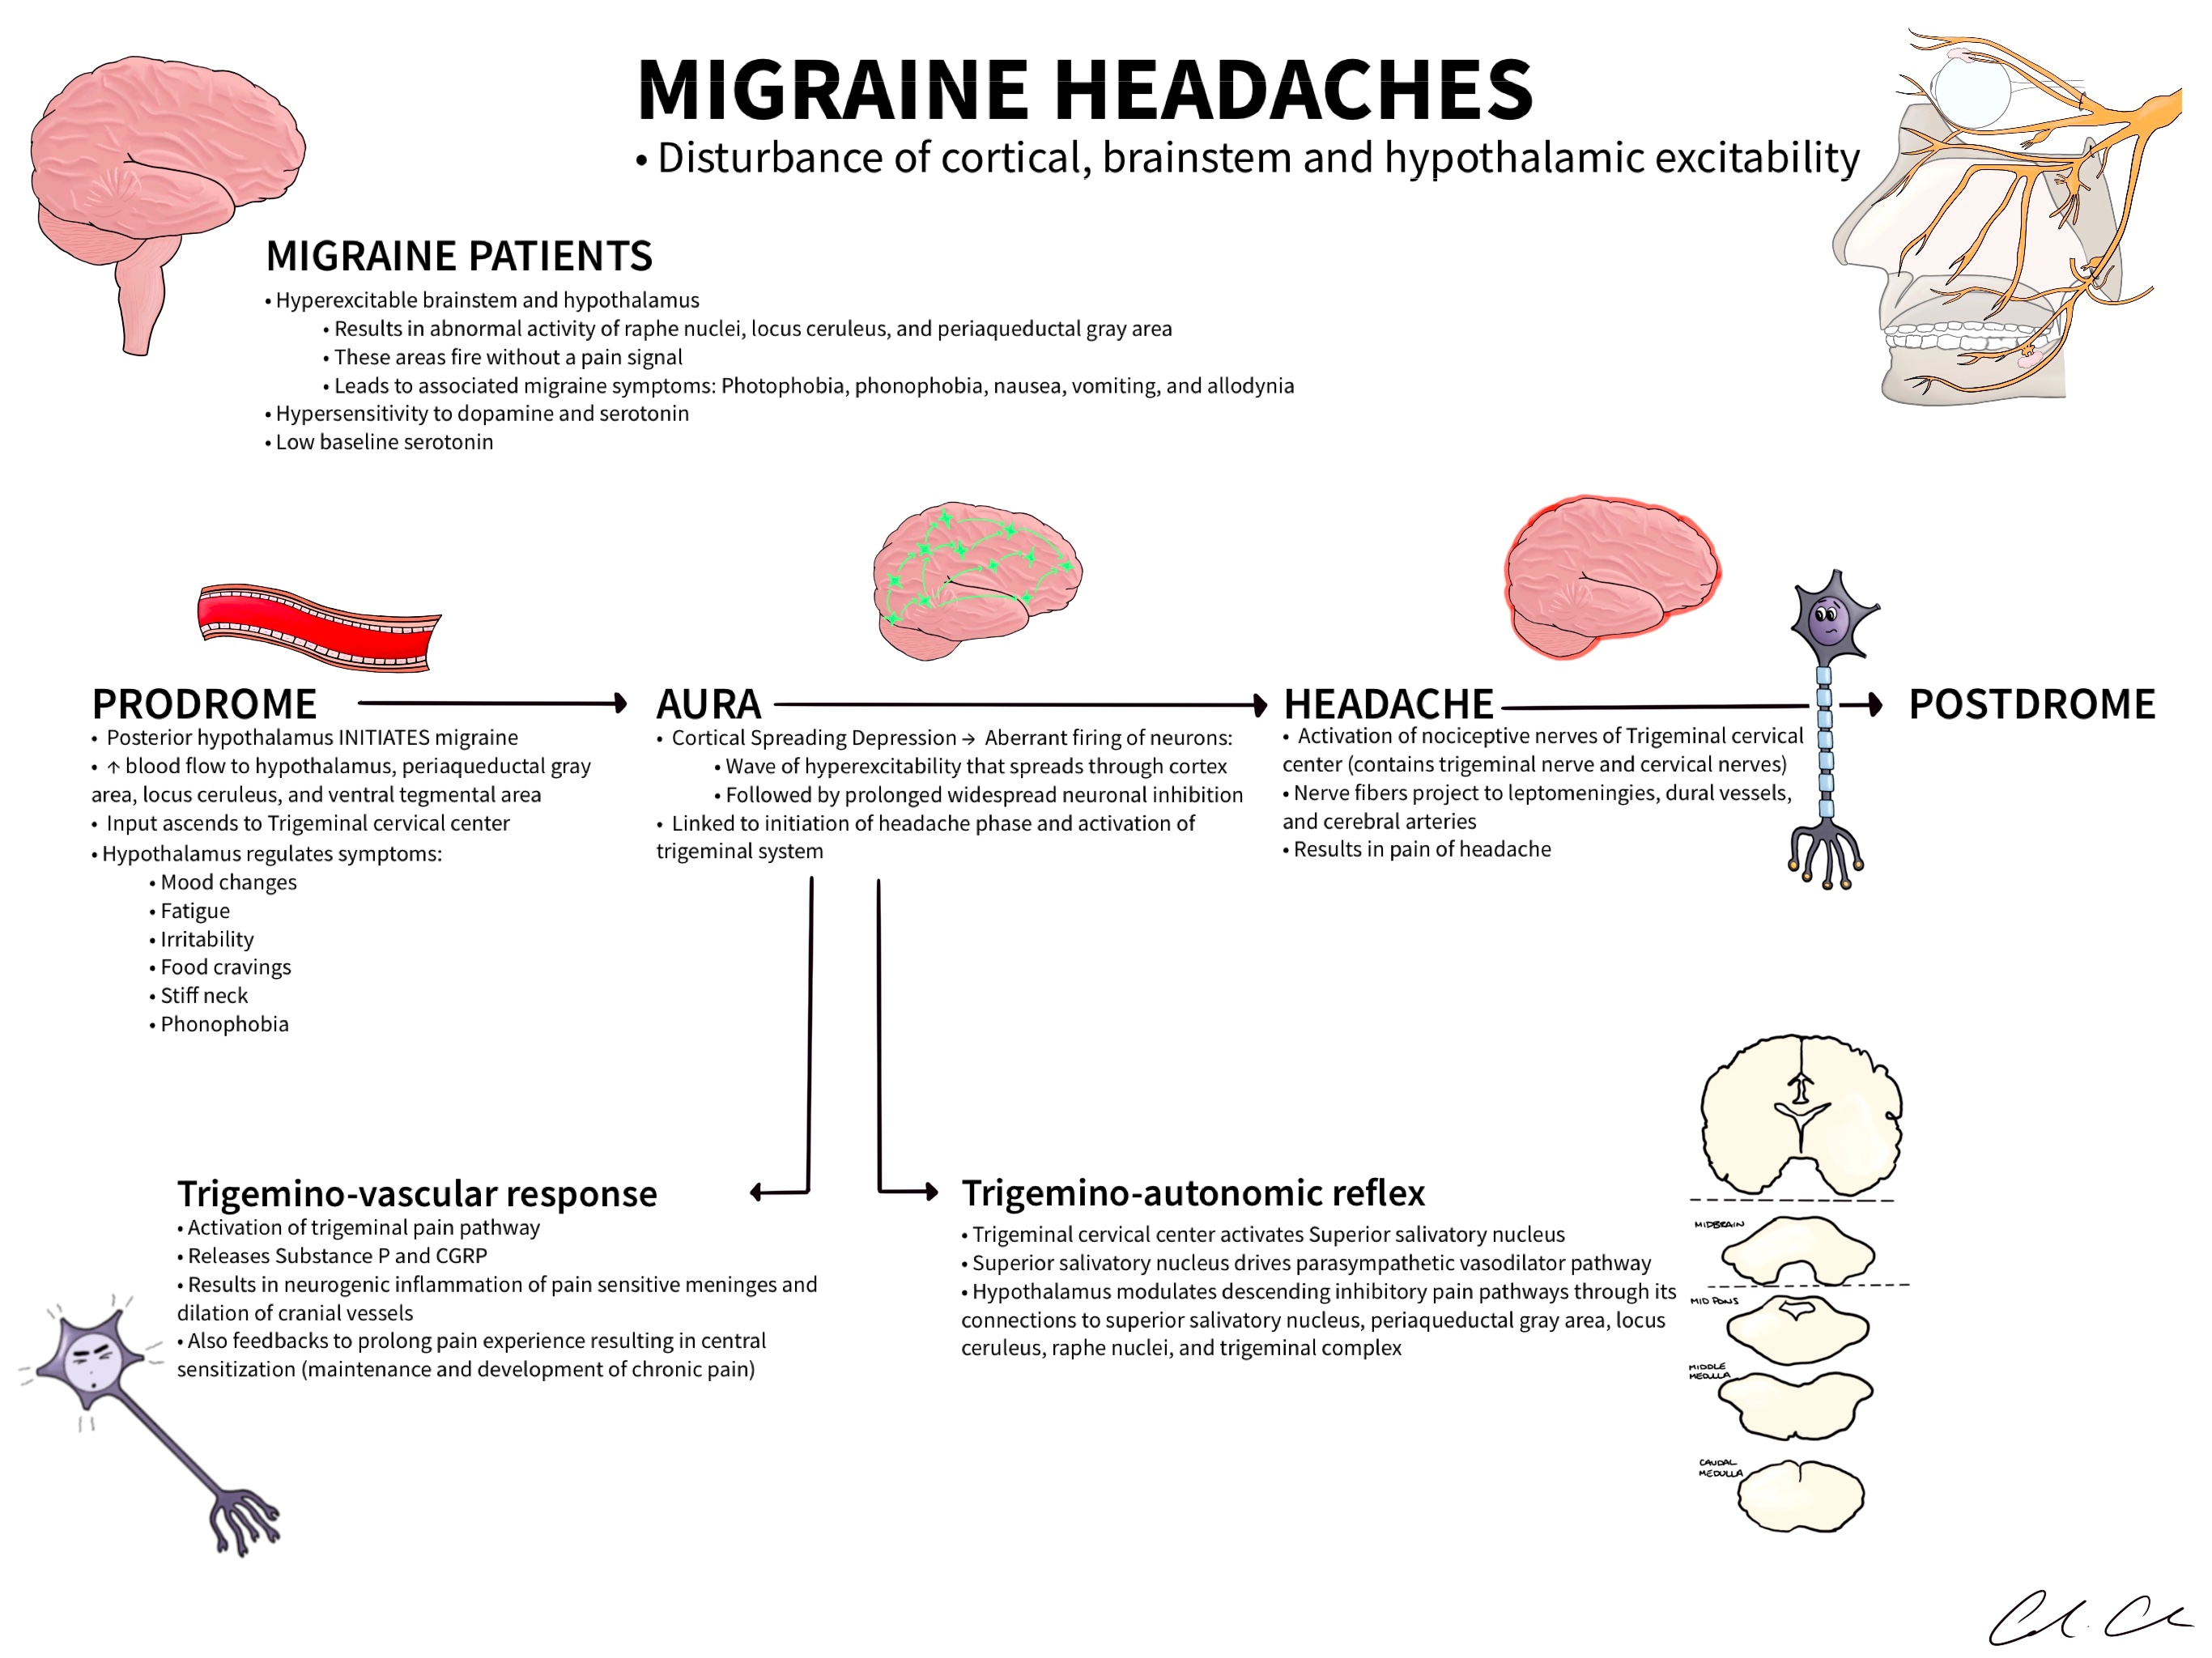 MIGRAINE HEADACHES
• Disturbance of cortical, brainstem and hypothalamic excitability
MIGRAINE PATIENTS
• Hyperexcitable brainstem and hypothalamus
• Results in abnormal activity of raphe nuclei, locus ceruleus, and periaqueductal gray area
• These areas fire without a pain signal
• Leads to associated migraine symptoms: Photophobia, phonophobia, nausea, vomiting, and allodynia
• Hypersensitivity to dopamine and serotonin
• Low baseline serotonin
PRODROME
• Posterior hypothalamus INITIATES migraine
• ↑ blood flow to hypothalamus, periaqueductal gray
area, locus ceruleus, and ventral tegmental area
• Input ascends to Trigeminal cervical center
• Hypothalamus regulates symptoms:
• Mood changes
• Fatigue
• Irritability
• Food cravings
• Stiff neck
• Phonophobia
AURA
• Cortical Spreading Depression → Aberrant firing of neurons:
• Wave of hyperexcitability that spreads through cortex
• Followed by prolonged widespread neuronal inhibition
• Linked to initiation of headache phase and activation of
trigeminal system
HEADACHE
• Activation of nociceptive nerves of Trigeminal cervical
center (contains trigeminal nerve and cervical nerves)
• Nerve fibers project to leptomeningies, dural vessels,
and cerebral arteries
• Results in pain of headache
POSTDROME
Trigemino-vascular response
• Activation of trigeminal pain pathway
• Releases Substance P and CGRP
• Results in neurogenic inflammation of pain sensitive meninges and
dilation of cranial vessels
• Also feedbacks to prolong pain experience resulting in central
sensitization (maintenance and development of chronic pain)
Trigemino-autonomic reflex
• Trigeminal cervical center activates Superior salivatory nucleus
• Superior salivatory nucleus drives parasympathetic vasodilator pathway
• Hypothalamus modulates descending inhibitory pain pathways through its
connections to superior salivatory nucleus, periaqueductal gray area, locus
ceruleus, raphe nuclei, and trigeminal complex
MIDBRAIN
MID PONS
MIDDLE
MEDULLA
CAUDAL
MEDULLA